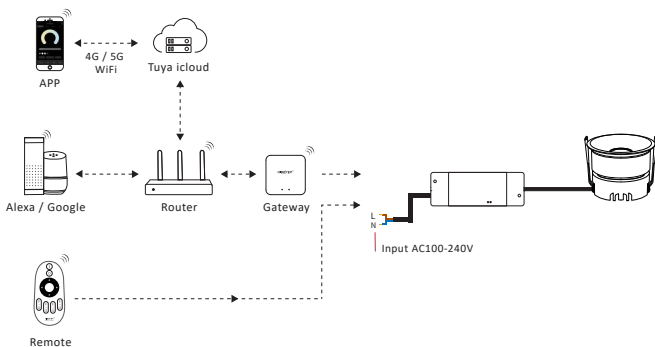 4G / 5G
WiFi
APP
Tuya icloud
Alexa / Google
Router
Gateway
L
N
Input AC100-240V
Remote